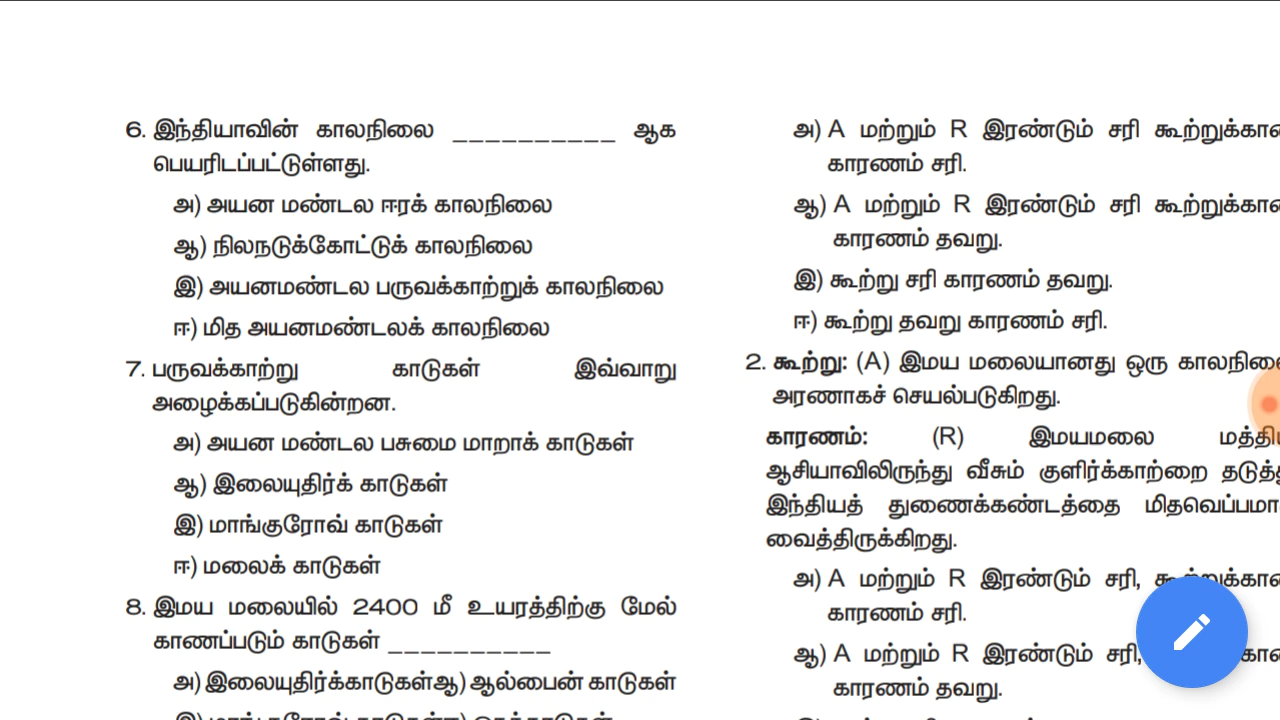 6. இந்தியாவின் காலநிலை __________ ஆக
பெயரிடப்பட்டுள்ளது.
அ) அயன மண்டல ஈரக் காலநிலை
ஆ) நிலநடுக்கோட்டுக் காலநிலை
இ) அயனமண்டல பருவக்காற்றுக் காலநிலை
ஈ) மித அயனமண்டலக் காலநிலை
7. பருவக்காற்று காடுகள் இவ்வாறு
அழைக்கப்படுகின்றன.
அ) அயன மண்டல பசுமை மாறாக் காடுகள்
ஆ) இலையுதிர்க் காடுகள்
இ) மாங்குரோவ் காடுகள்
ஈ) மலைக் காடுகள்
8. இமய மலையில் 2400 மீ உயரத்திற்கு மேல்
காணப்படும் காடுகள் __________
அ) இலையுதிர்க்காடுகள்ஆ) ஆல்பைன் காடுகள்
அ) A மற்றும் R இரண்டும் சரி
காரணம் சரி.
ஆ) A மற்றும் R இரண்டும் சரி
காரணம் தவறு.
இ) கூற்று சரி காரணம் தவறு.
ஈ) கூற்று தவறு காரணம் சரி.
2. கூற்று: (A) இமய மலையானது ஒரு
அரணாகச் செயல்படுகிறது.
காரணம்: (R) இமயமலை
ஆசியாவிலிருந்து வீசும் குளிர்க்காற்றை
இந்தியத் துணைக்கண்டத்தை
வைத்திருக்கிறது.
அ) A மற்றும் R இரண்டும் சரி,
காரணம் சரி.
ஆ) A மற்றும் R இரண்டும் சரி,
காரணம் தவறு.